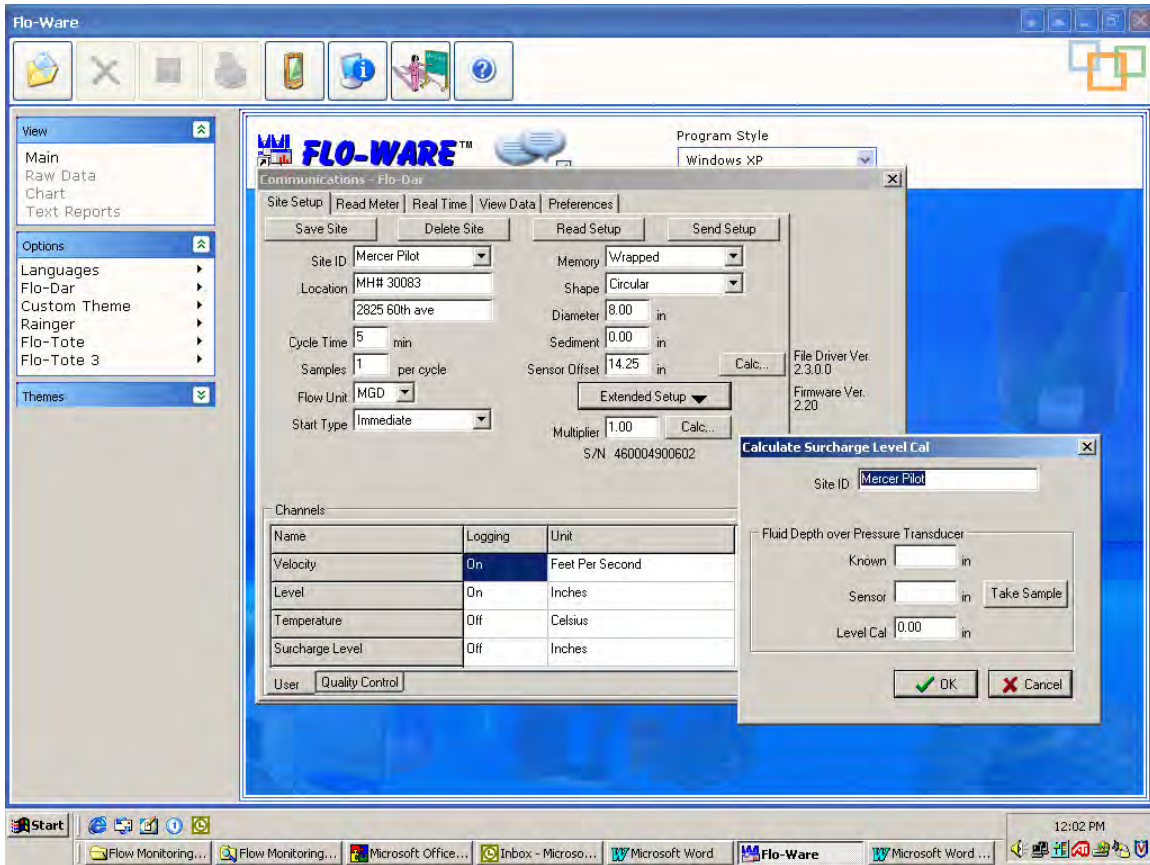 Flo-Ware
View
Main
Raw Data
Chart
Text Reports
Options
Languages
Flo-Dar
Custom Theme
Rainger
Flo-Tote
Flo-Tote 3
Themes
FLO-WARE™
Program Style
Windows XP
Communications - Flo-Dar
Site Setup Read Meter Real Time View Data Preferences
Save Site Delete Site Read Setup Send Setup
Site ID Mercer Pilot
Location MH# 30083
2825 60th ave
Cycle Time 5 min
Samples 1 per cycle
Flow Unit MGD
Start Type Immediate
Memory Wrapped
Shape Circular
Diameter 8.00 in
Sediment 0.00 in
Sensor Offset 14.25 in Calc...
Extended Setup
Multiplier 1.00 Calc...
S/N 460004900602
File Driver Ver.
2.3.0.0
Firmware Ver.
2.20
Channels
Name Logging Unit
Velocity On Feet Per Second
Level On Inches
Temperature Off Celsius
Surcharge Level Off Inches
User Quality Control
Calculate Surcharge Level Cal
Site ID Mercer Pilot
Fluid Depth over Pressure Transducer
Known in
Sensor in Take Sample
Level Cal 0.00 in
OK Cancel
Start 12:02 PM
Flow Monitoring... Flow Monitoring... Microsoft Office... Inbox - Microso... Microsoft Word Flo-Ware Microsoft Word ...